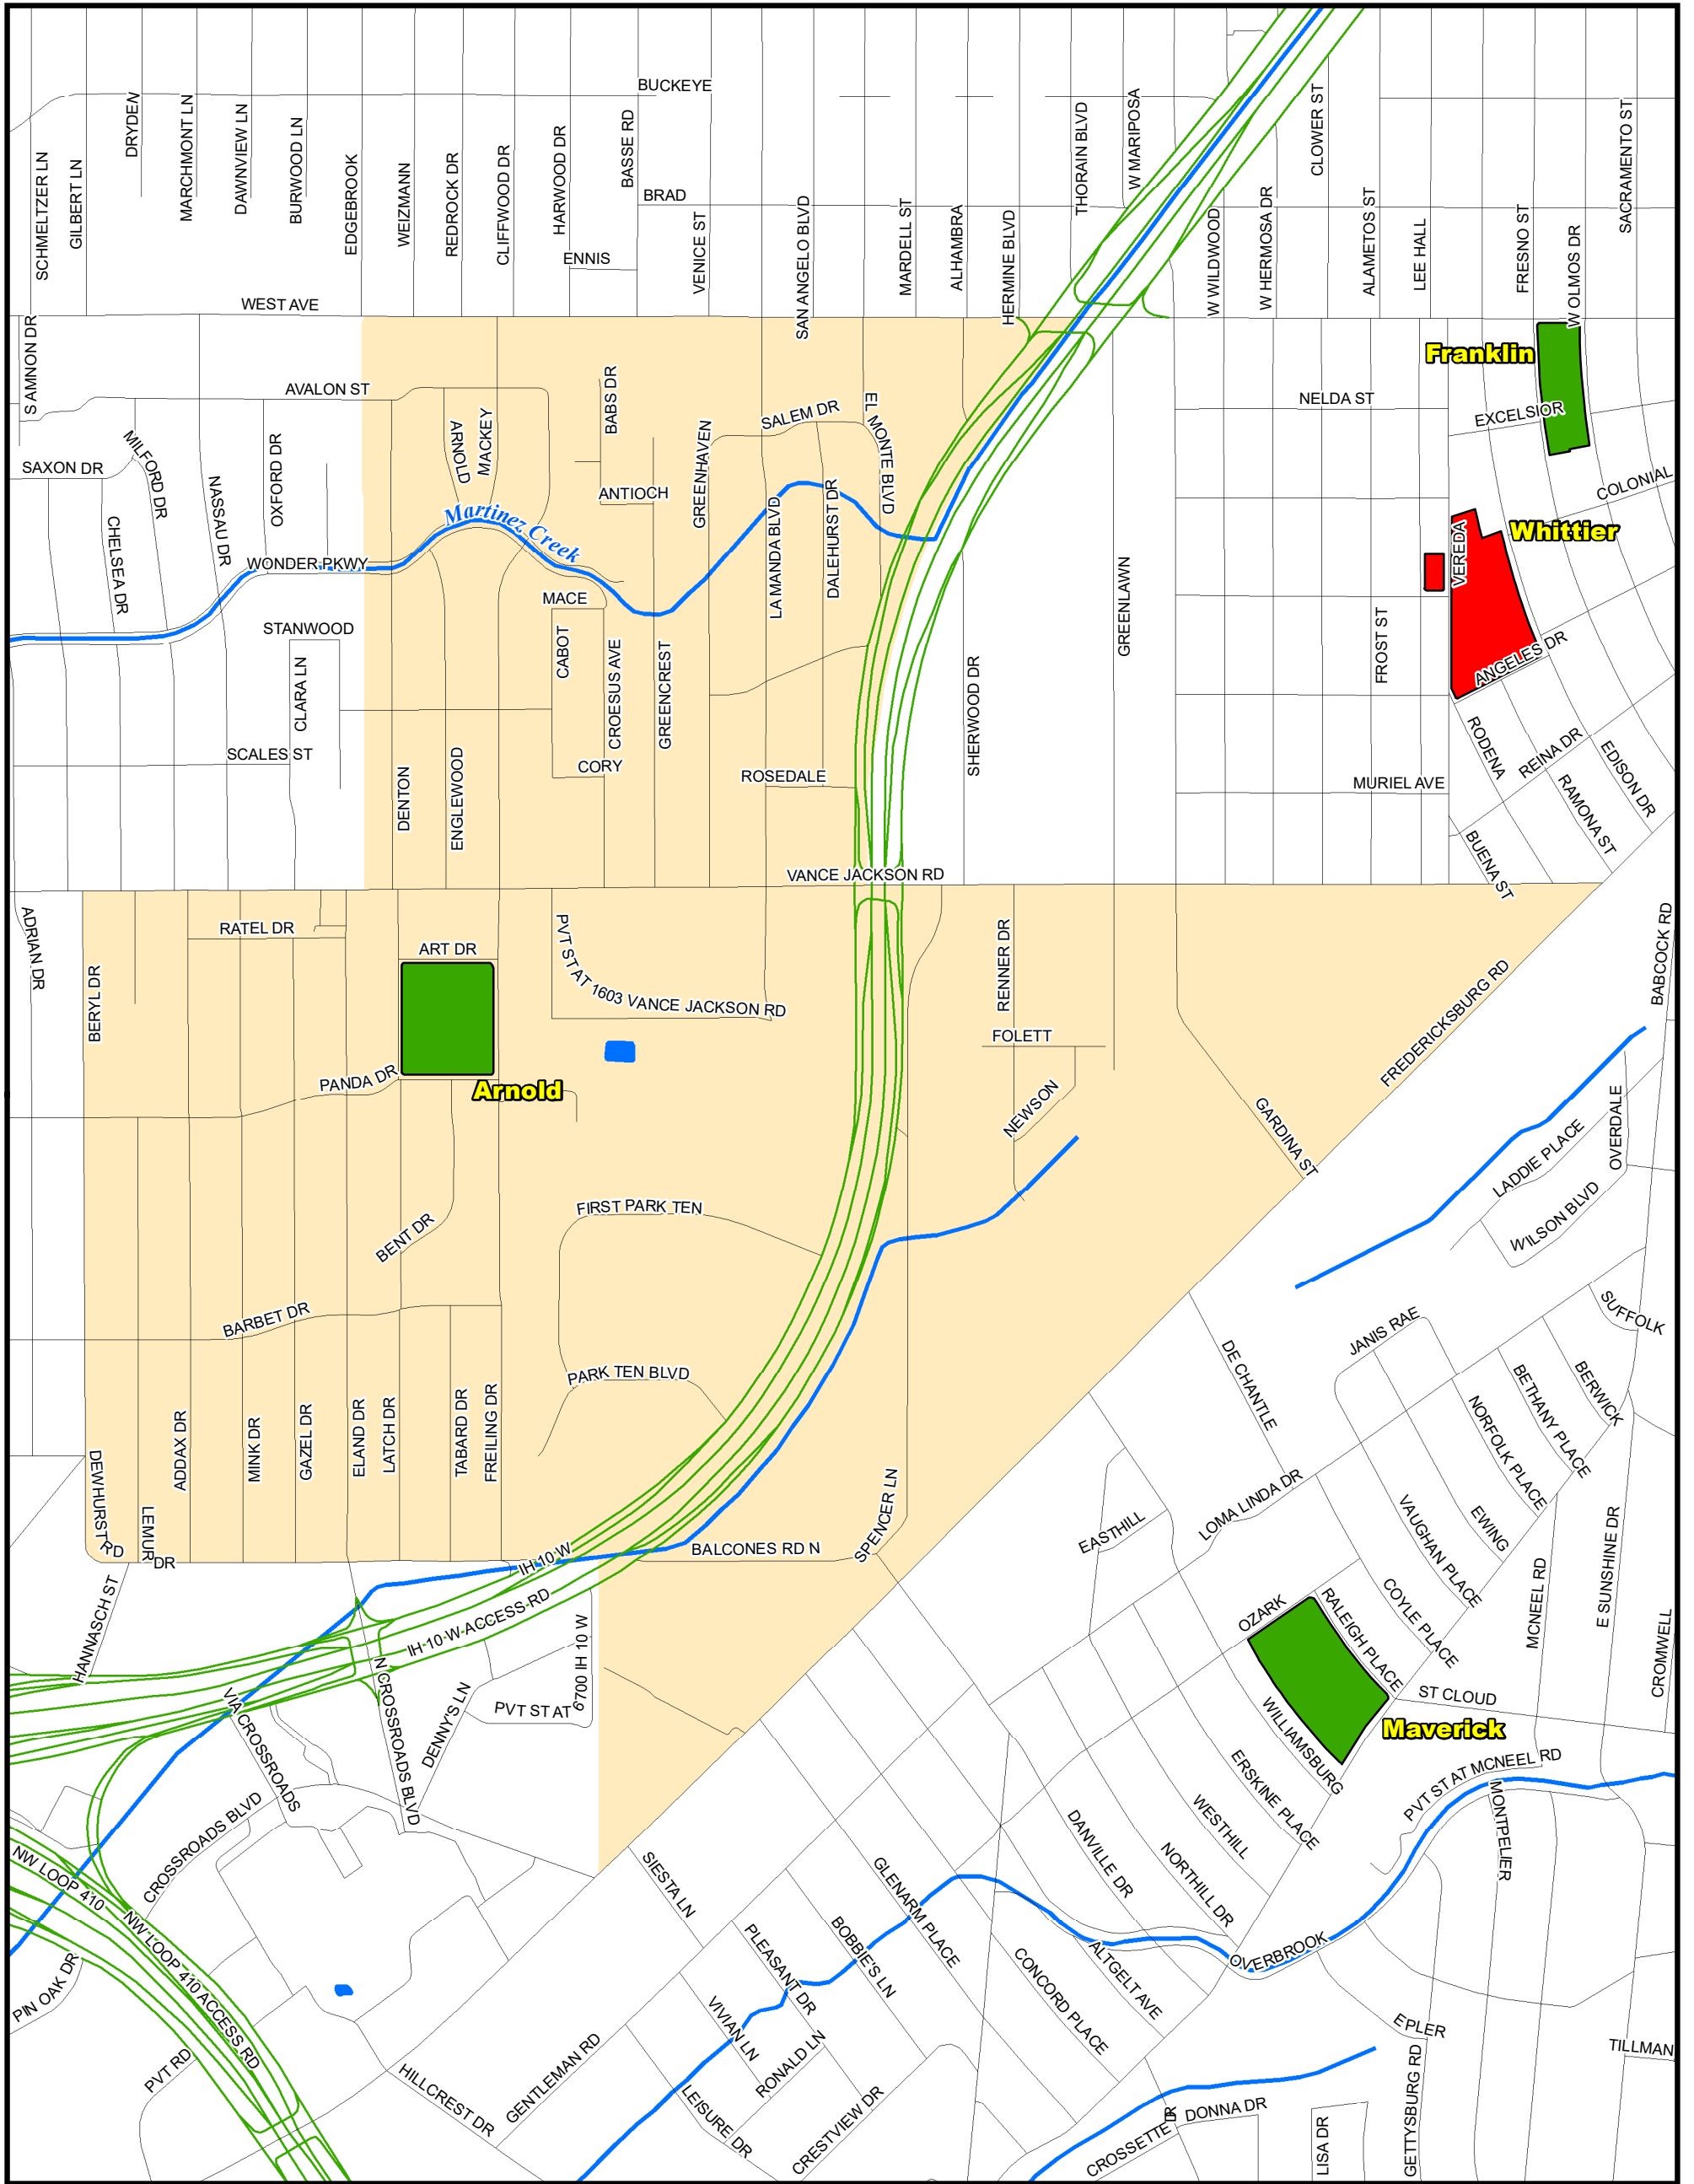 BUCKEYE
DRYDEN
MARCHMONT LN
DAWNVIEW LN
BURWOOD LN
CLOWER ST
SACRAMENTO ST
THORAIN BLVD
W MARIPOSA
SCHMELTZER LN
GILBERT LN
EDGEBROOK
WEIZMANN
REDROCK DR
CLIFFWOOD DR
HARWOOD DR
BASSE RD
BRAD
ENNIS
VENICE ST
SAN ANGELO BLVD
MARDELL ST
ALHAMBRA
HERMINE BLVD
W WILDWOOD
W HERMOSA DR
ALAMETOS ST
LEE HALL
FRESNO ST
W OLMOS DR
WEST AVE
S AMNON DR
Franklin
AVALON ST
NELDA ST
EXCELSIOR
ARNOLD
MACKEY
BABS DR
SALEM DR
EL MONTE BLVD
GREENHAVEN
SAXON DR
MILFORD DR
OXFORD DR
NASSAU DR
CHELSEA DR
ANTIOCH
COLONIAL
Martinez Creek
LA MANDA BLVD
DALEHURST DR
Whittier
VEREDA
WONDER PKWY
MACE
GREENLAWN
STANWOOD
CLARA LN
CABOT
CROESUS AVE
GREENCREST
SHERWOOD DR
FROST ST
ANGELES DR
SCALES ST
CORY
ROSEDALE
DENTON
ENGLEWOOD
RODENA
REINA DR
EDISON DR
RAMONA ST
MURIEL AVE
BUENA ST
VANCE JACKSON RD
ADRIAN DR
RATEL DR
ART DR
BERYL DR
PVT ST AT 1603 VANCE JACKSON RD
RENNER DR
FOLETT
BABCOCK RD
FREDERICKSBURG RD
PANDA DR
Arnold
NEWSON
GARDINA ST
LADDIE PLACE
OVERDALE
WILSON BLVD
BENT DR
FIRST PARK TEN
BARBET DR
PARK TEN BLVD
DE CHANTLE
JANIS RAE
SUFFOLK
BERWICK
BETHANY PLACE
NORFOLK PLACE
ADDAX DR
MINK DR
GAZEL DR
ELAND DR
LATCH DR
TABARD DR
FREILING DR
DEWHURST RD
LEMUR DR
SPENCER LN
EASTHILL
LOMA LINDA DR
VAUGHAN PLACE
EWING
BALCONES RD N
IH 10 W
IH 10 W ACCESS RD
HANNASCH ST
OZARK
RALEIGH PLACE
COYLE PLACE
MCNEEL RD
E SUNSHINE DR
CROMWELL
N CROSSROADS BLVD
DENNY'S LN
PVT ST AT 6700 IH 10 W
VIA CROSSROADS
ST CLOUD
Maverick
WILLIAMSBURG
ERSKINE PLACE
WESTHILL
NORTHILL DR
DANVILLE DR
PVT ST AT MCNEEL RD
MONTPELIER
CROSSROADS BLVD
NW LOOP 410
NW LOOP 410 ACCESS RD
PIN OAK DR
SIESTA LN
PLEASANT DR
BOBBIE'S LN
GLENARM PLACE
CONCORD PLACE
ALTGELT AVE
OVERBROOK
VIVIAN LN
RONALD LN
GENTLEMAN RD
HILLCREST DR
LEISURE DR
CRESTVIEW DR
PVT RD
EPLER
TILLMAN
GETTYSBURG RD
CROSSETTE DR
DONNA DR
LISA DR